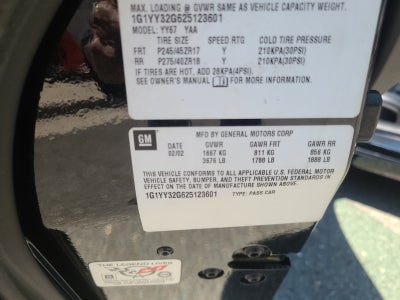 MAX. LOADING @ GVWR SAME AS VEHICLE CAPACITY WEIGHT.
1G1YY32G625123601
MODEL: YY67 YAA
TIRE SIZE SPEED RTG COLD TIRE PRESSURE
FRT P245/45ZR17 Y 210KPA(30PSI)
RR P275/40ZR18 Y 210KPA(30PSI)
IF TIRES ARE HOT, ADD 28KPA(4PSI)
SEE OWNER'S MANUAL FOR MORE INFORMATION.
GM
MFD BY GENERAL MOTORS CORP
DATE GVWR GAWR FRT GAWR RR
02/02 1667 KG 811 KG 856 KG
3676 LB 1788 LB 1888 LB
THIS VEHICLE CONFORMS TO ALL APPLICABLE U.S. FEDERAL MOTOR
VEHICLE SAFETY, BUMPER, AND THEFT PREVENTION STANDARDS
IN EFFECT ON THE DATE OF MANUFACTURE SHOWN ABOVE.
1G1YY32G625123601 TYPE: PASS CAR
THE LEGEND LIVES